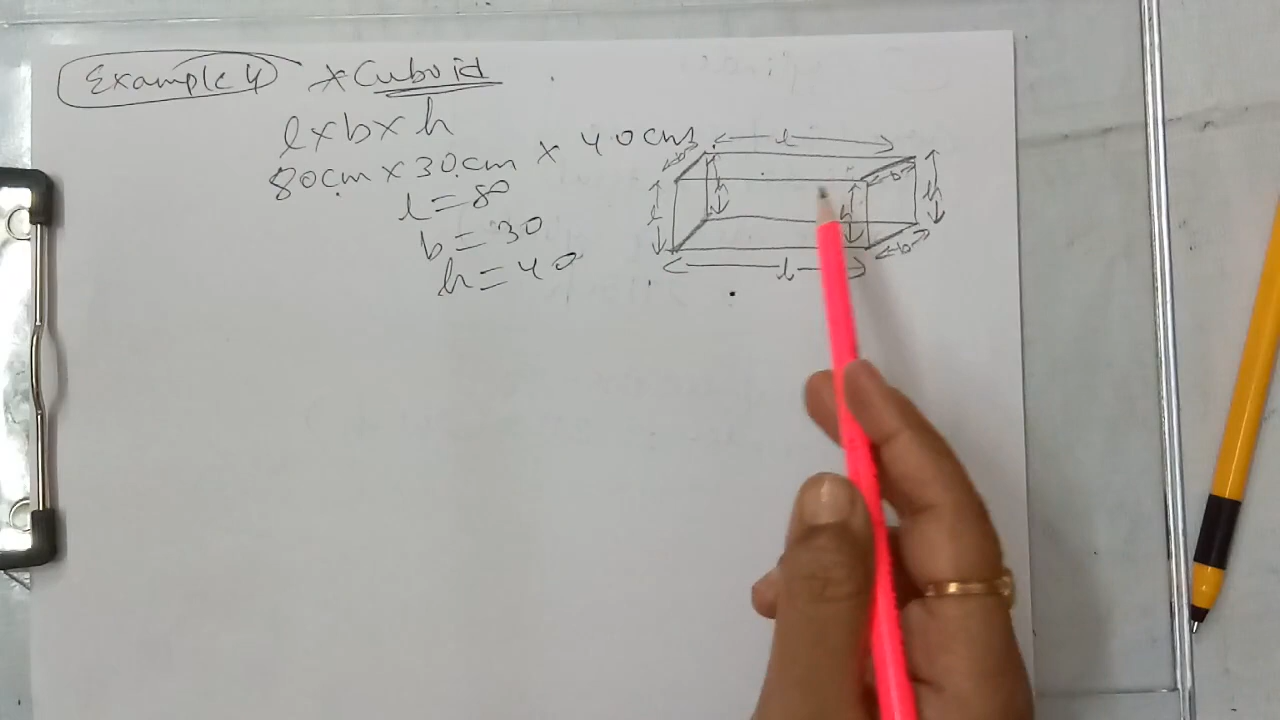 Example 4 * Cuboid
l x b x h
80cm x 30cm x 40cms
l = 80
b = 30
h = 40
l
b
b
h
h
h
b
l